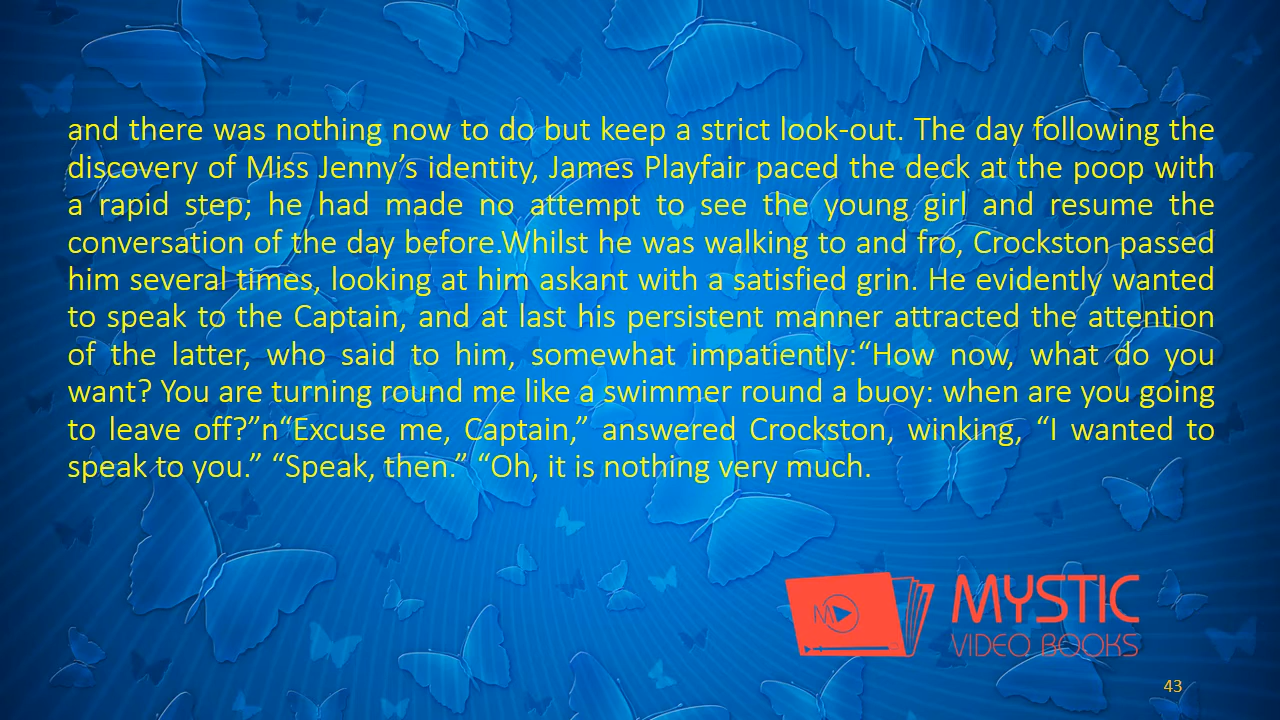 and there was nothing now to do but keep a strict look-out. The day following the
discovery of Miss Jenny’s identity, James Playfair paced the deck at the poop with
a rapid step; he had made no attempt to see the young girl and resume the
conversation of the day before.Whilst he was walking to and fro, Crockston passed
him several times, looking at him askant with a satisfied grin. He evidently wanted
to speak to the Captain, and at last his persistent manner attracted the attention
of the latter, who said to him, somewhat impatiently:“How now, what do you
want? You are turning round me like a swimmer round a buoy: when are you going
to leave off?”n“Excuse me, Captain,” answered Crockston, winking, “I wanted to
speak to you.” “Speak, then.” “Oh, it is nothing very much.
MYSTIC
VIDEO BOOKS
43